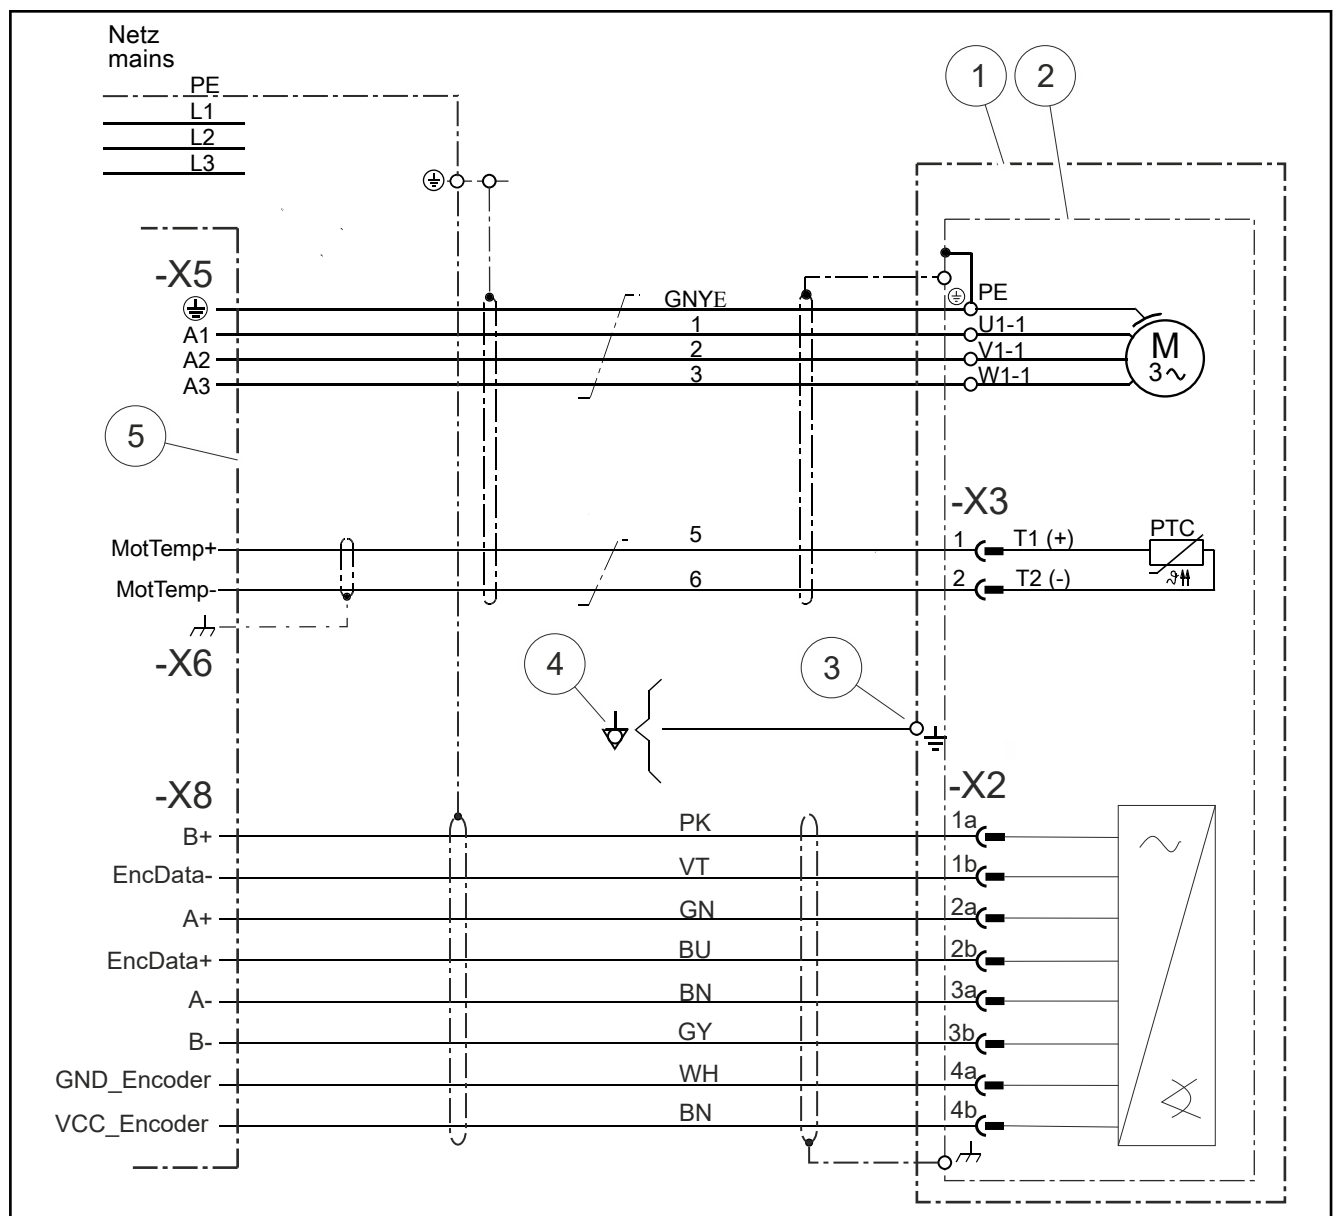 Netz
mains
PE
L1
L2
L3
1
2
-X5
GNYE
PE
A1
1
U1-1
A2
2
V1-1
A3
3
W1-1
M
3∿
5
-X3
MotTemp+
5
1
T1 (+)
PTC
MotTemp-
6
2
T2 (-)
ϑ
-X6
4
3
-X8
-X2
B+
PK
1a
EncData-
VT
1b
A+
GN
2a
EncData+
BU
2b
A-
BN
3a
B-
GY
3b
GND_Encoder
WH
4a
VCC_Encoder
BN
4b